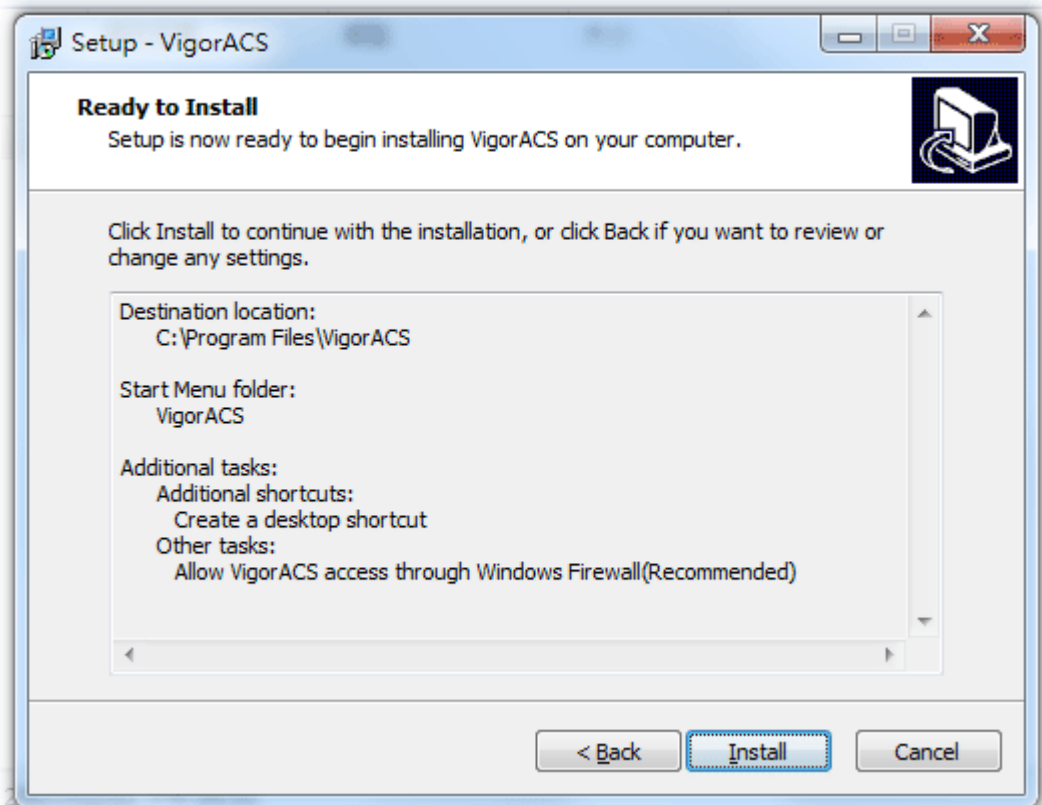 Setup - VigorACS
Ready to Install
Setup is now ready to begin installing VigorACS on your computer.
Click Install to continue with the installation, or click Back if you want to review or
change any settings.
Destination location:
C:\Program Files\VigorACS
Start Menu folder:
VigorACS
Additional tasks:
Additional shortcuts:
Create a desktop shortcut
Other tasks:
Allow VigorACS access through Windows Firewall(Recommended)
< Back
Install
Cancel